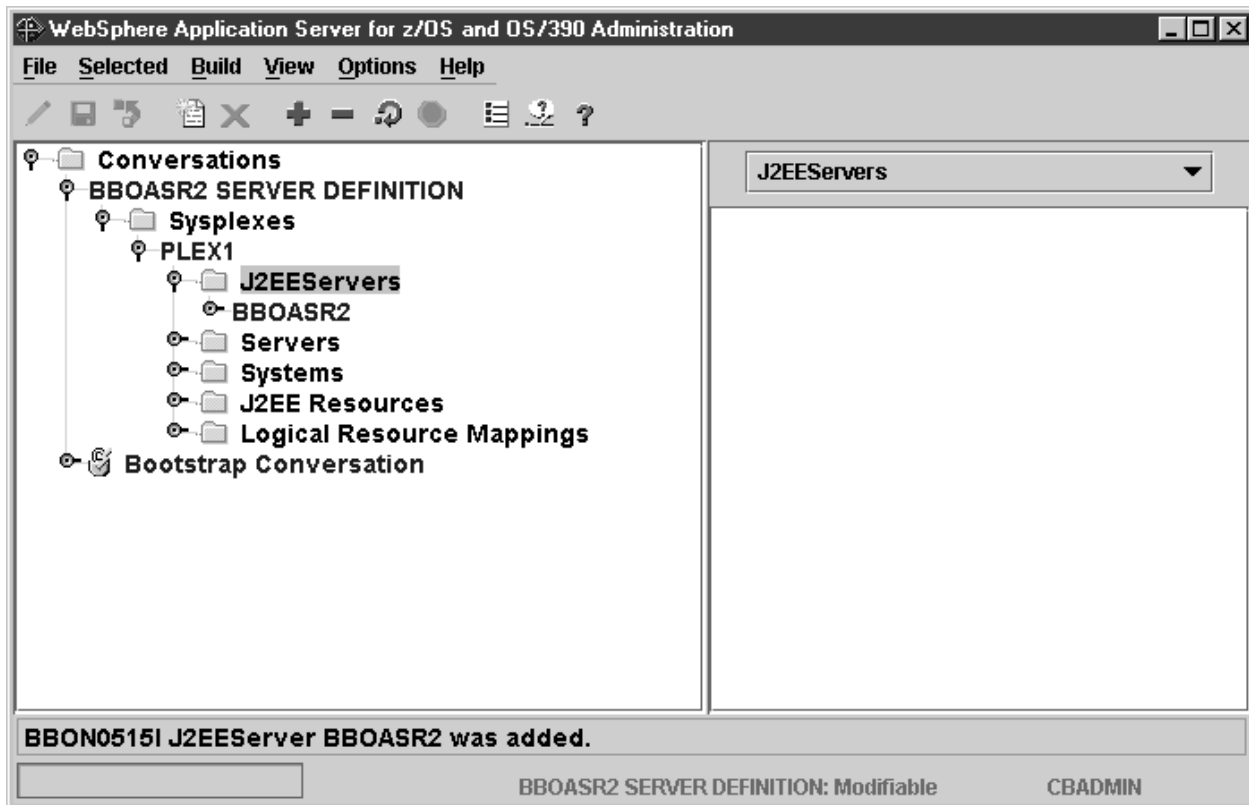 WebSphere Application Server for z/OS and OS/390 Administration
File Selected Build View Options Help
Conversations
BBOASR2 SERVER DEFINITION
Sysplexes
PLEX1
J2EEServers
BBOASR2
Servers
Systems
J2EE Resources
Logical Resource Mappings
Bootstrap Conversation
J2EEServers
BBON0515I J2EEServer BBOASR2 was added.
BBOASR2 SERVER DEFINITION: Modifiable CBADMIN